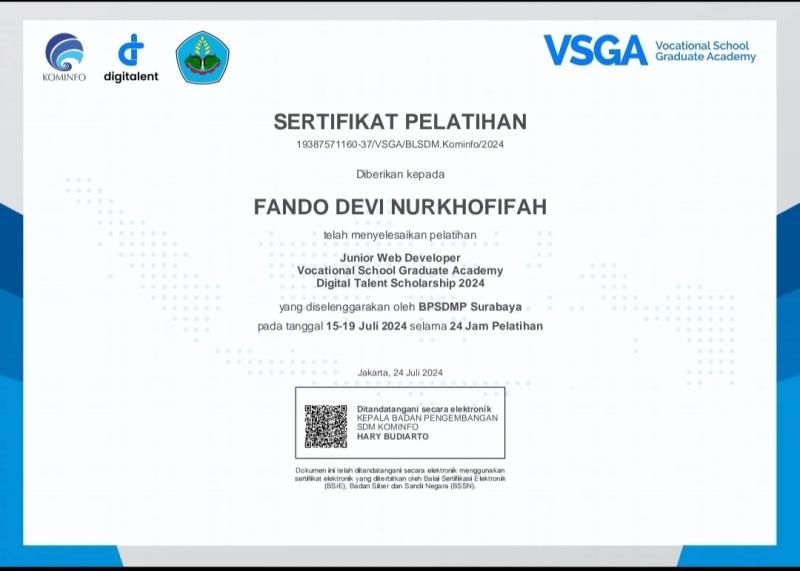 KOMINFO
digitalent
VSGA
Vocational School
Graduate Academy
SERTIFIKAT PELATIHAN
19387571160-37/VSGA/BLSDM.Kominfo/2024
Diberikan kepada
FANDO DEVI NURKHOFIFAH
telah menyelesaikan pelatihan
Junior Web Developer
Vocational School Graduate Academy
Digital Talent Scholarship 2024
yang diselenggarakan oleh BPSDMP Surabaya
pada tanggal 15-19 Juli 2024 selama 24 Jam Pelatihan
Jakarta, 24 Juli 2024
Ditandatangani secara elektronik
KEPALA BADAN PENGEMBANGAN
SDM KOMINFO
HARY BUDIARTO
Dokumen ini telah ditandatangani secara elektronik menggunakan
sertifikat elektronik yang diterbitkan oleh Balai Sertifikasi Elektronik
(BSrE), Badan Siber dan Sandi Negara (BSSN).